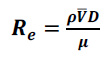 Rₑ = ρV̅D / μ